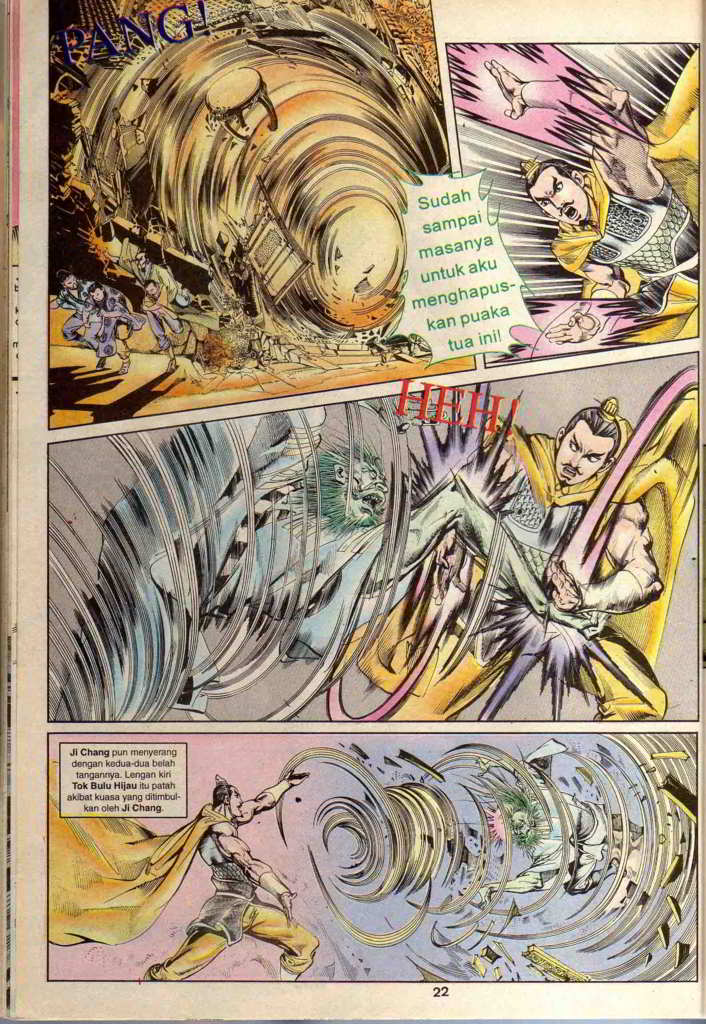 PANG!
Sudah
sampai
masanya
untuk aku
menghapus-
kan puaka
tua ini!
HEH!
Ji Chang pun menyerang
dengan kedua-dua belah
tangannya. Lengan kiri
Tok Bulu Hijau itu patah
akibat kuasa yang ditimbul-
kan oleh Ji Chang.
22